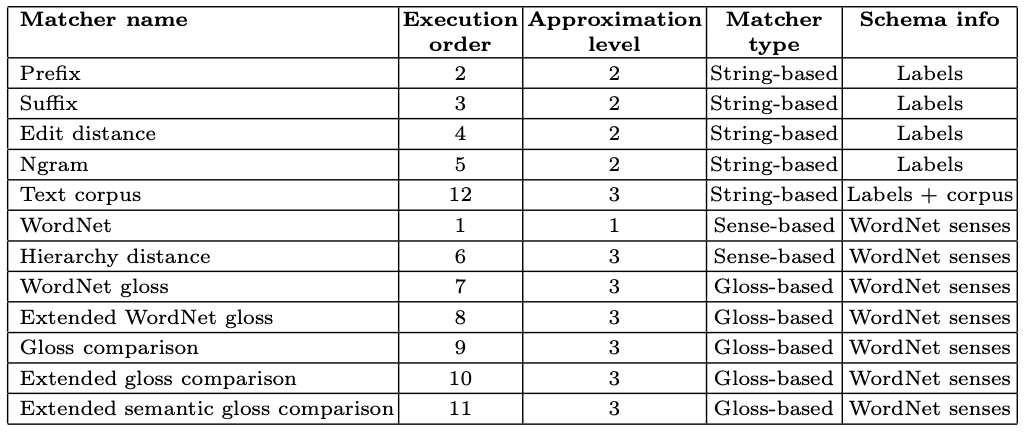 Matcher name Execution order Approximation level Matcher type Schema info
Prefix 2 2 String-based Labels
Suffix 3 2 String-based Labels
Edit distance 4 2 String-based Labels
Ngram 5 2 String-based Labels
Text corpus 12 3 String-based Labels + corpus
WordNet 1 1 Sense-based WordNet senses
Hierarchy distance 6 3 Sense-based WordNet senses
WordNet gloss 7 3 Gloss-based WordNet senses
Extended WordNet gloss 8 3 Gloss-based WordNet senses
Gloss comparison 9 3 Gloss-based WordNet senses
Extended gloss comparison 10 3 Gloss-based WordNet senses
Extended semantic gloss comparison 11 3 Gloss-based WordNet senses